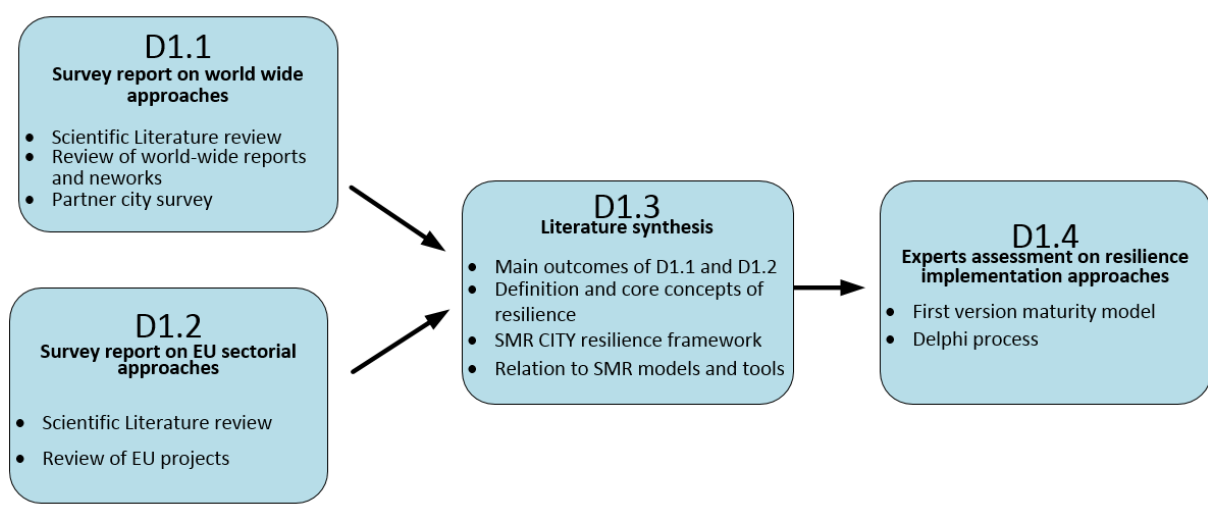 D1.1
Survey report on world wide
approaches
• Scientific Literature review
• Review of world-wide reports
and neworks
• Partner city survey
D1.2
Survey report on EU sectorial
approaches
• Scientific Literature review
• Review of EU projects
D1.3
Literature synthesis
• Main outcomes of D1.1 and D1.2
• Definition and core concepts of
resilience
• SMR CITY resilience framework
• Relation to SMR models and tools
D1.4
Experts assessment on resilience
implementation approaches
• First version maturity model
• Delphi process